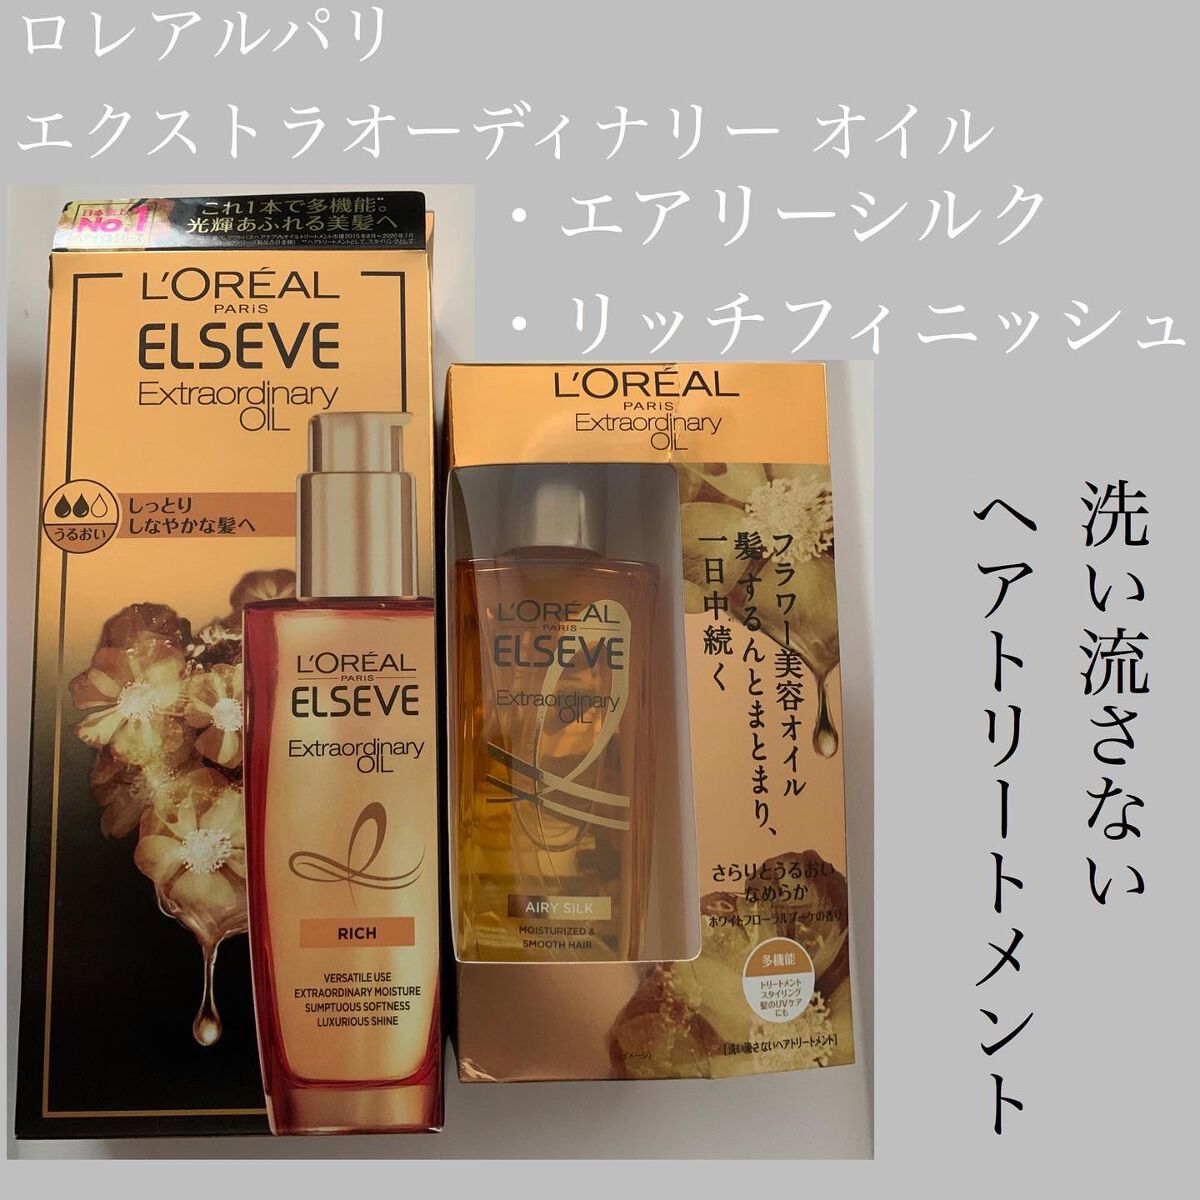 ロレアルパリ
エクストラオーディナリー オイル
・エアリーシルク
・リッチフィニッシュ
洗い流さない
ヘアトリートメント
No.1
これ1本で多機能。
光輝あふれる美髪へ
L'ORÉAL
PARIS
ELSEVE
Extraordinary
OIL
うるおい
しっとり
しなやかな髪へ
L'ORÉAL
PARIS
ELSEVE
Extraordinary
OIL
RICH
VERSATILE USE
EXTRAORDINARY MOISTURE
SUMPTUOUS SOFTNESS
LUXURIOUS SHINE
L'ORÉAL
PARIS
Extraordinary
OIL
L'ORÉAL
PARIS
ELSEVE
Extraordinary
OIL
AIRY SILK
MOISTURIZED &
SMOOTH HAIR
フラワー美容オイル
髪するんとまとまり、
一日中続く
さらりとうるおい
なめらか
ホワイトフローラルブーケの香り
多機能
トリートメント
スタイリング
髪のUVケア
にも
(イメージ)
[洗い流さないヘアトリートメント]